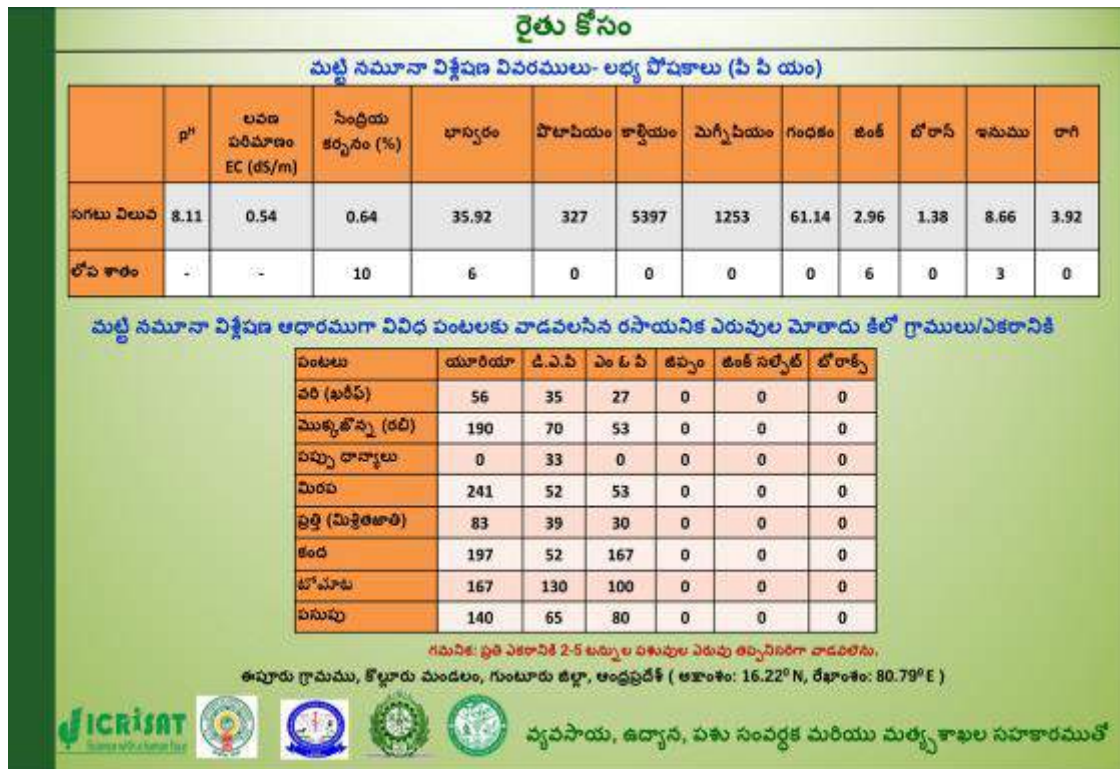 రైతు కోసం
మట్టి నమూనా విశ్లేషణ వివరములు- లభ్య పోషకాలు (పి పి యం)
pH లవణ పరిమాణం EC (dS/m) సేంద్రియ కర్బనం (%) భాస్వరం పొటాషియం కాల్షియం మెగ్నీషియం గంధకం జింక్ బోరాన్ ఇనుము రాగి
సగటు విలువ 8.11 0.54 0.64 35.92 327 5397 1253 61.14 2.96 1.38 8.66 3.92
లోప శాతం - - 10 6 0 0 0 0 6 0 3 0
మట్టి నమూనా విశ్లేషణ ఆధారముగా వివిధ పంటలకు వాడవలసిన రసాయనిక ఎరువుల మోతాదు కిలో గ్రాములు/ఎకరానికి
పంటలు యూరియా డి.ఎ.పి ఎం ఓ పి జిప్సం జింక్ సల్ఫేట్ బోరాక్స్
వరి (ఖరీఫ్) 56 35 27 0 0 0
మొక్కజొన్న (రబీ) 190 70 53 0 0 0
పప్పు ధాన్యాలు 0 33 0 0 0 0
మిరప 241 52 53 0 0 0
ప్రత్తి (మిశ్రితజాతి) 83 39 30 0 0 0
కంద 197 52 167 0 0 0
టోమాట 167 130 100 0 0 0
పసుపు 140 65 80 0 0 0
గమనిక: ప్రతి ఎకరానికి 2-5 టన్నుల పశువుల ఎరువు తప్పనిసరిగా వాడవలెను.
ఈపూరు గ్రామము, కొల్లూరు మండలం, గుంటూరు జిల్లా, ఆంధ్రప్రదేశ్ ( అక్షాంశం: 16.22⁰ N, రేఖాంశం: 80.79⁰ E )
ICRISAT
Science with a human face
వ్యవసాయ, ఉద్యాన, పశు సంవర్ధక మరియు మత్స్యశాఖల సహకారముతో